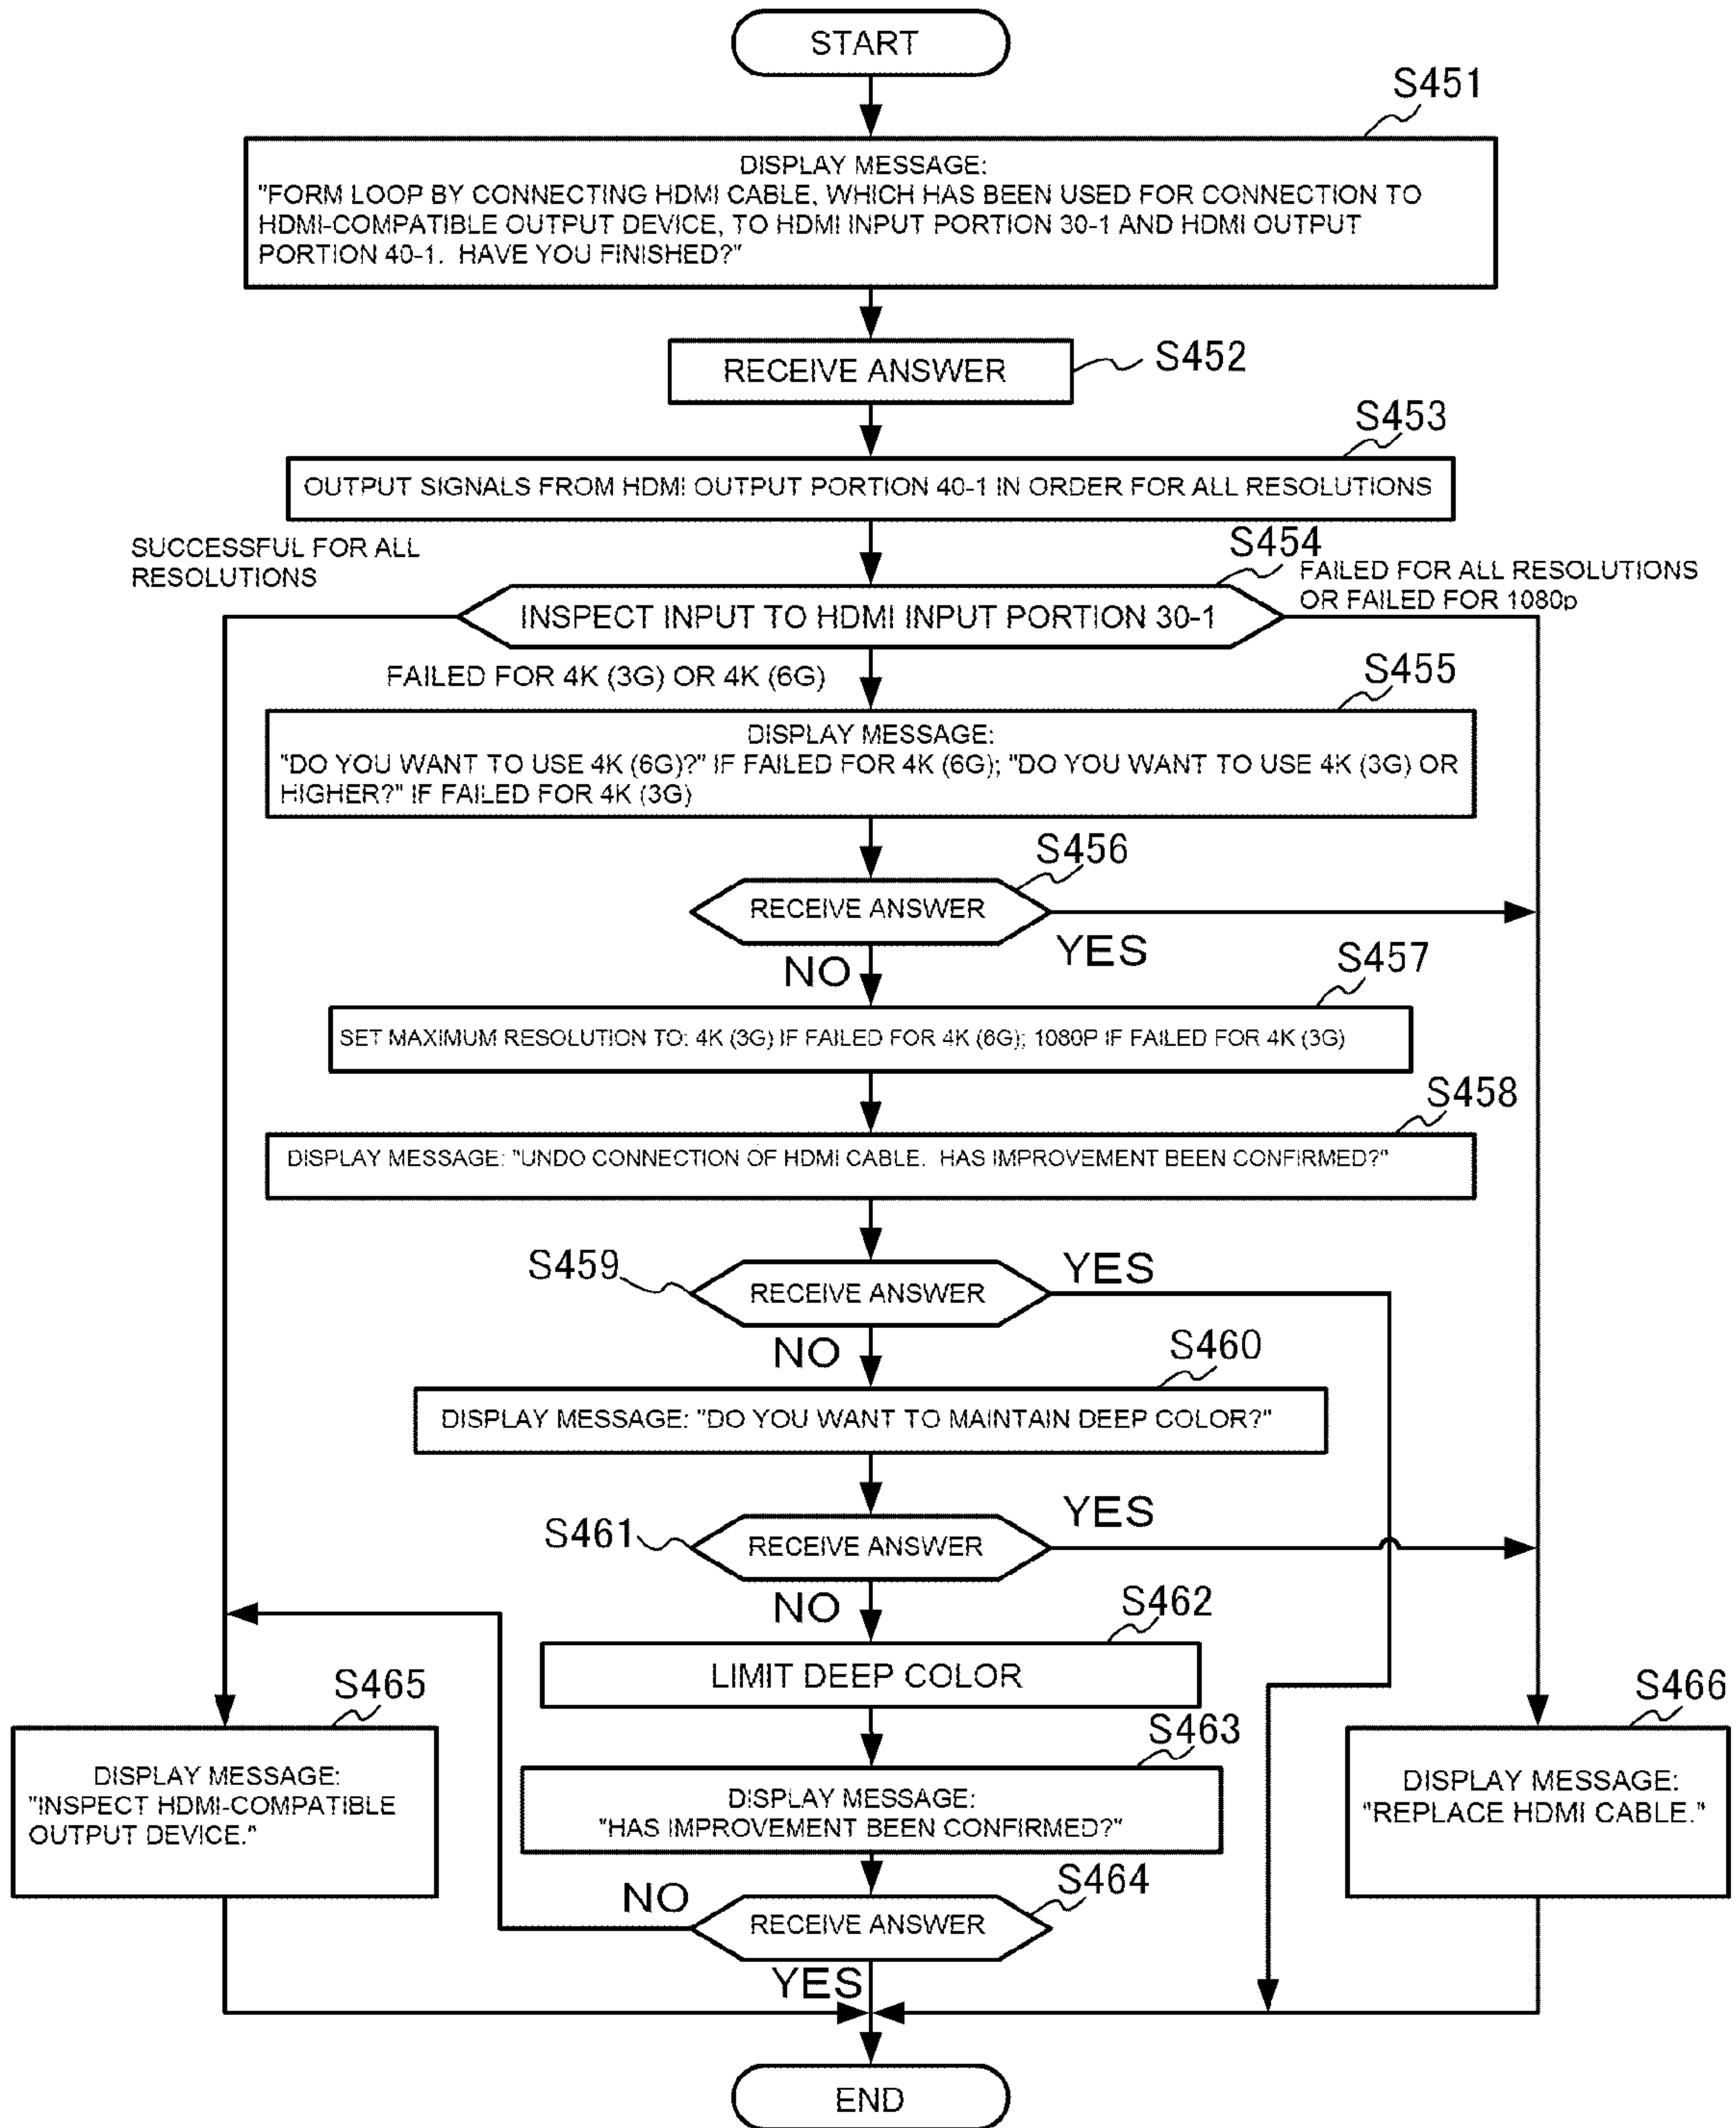 START
S451
DISPLAY MESSAGE:
"FORM LOOP BY CONNECTING HDMI CABLE, WHICH HAS BEEN USED FOR CONNECTION TO
HDMI-COMPATIBLE OUTPUT DEVICE, TO HDMI INPUT PORTION 30-1 AND HDMI OUTPUT
PORTION 40-1. HAVE YOU FINISHED?"
RECEIVE ANSWER
S452
S453
OUTPUT SIGNALS FROM HDMI OUTPUT PORTION 40-1 IN ORDER FOR ALL RESOLUTIONS
SUCCESSFUL FOR ALL
RESOLUTIONS
S454
FAILED FOR ALL RESOLUTIONS
OR FAILED FOR 1080p
INSPECT INPUT TO HDMI INPUT PORTION 30-1
FAILED FOR 4K (3G) OR 4K (6G)
S455
DISPLAY MESSAGE:
"DO YOU WANT TO USE 4K (6G)?" IF FAILED FOR 4K (6G); "DO YOU WANT TO USE 4K (3G) OR
HIGHER?" IF FAILED FOR 4K (3G)
S456
RECEIVE ANSWER
YES
NO
S457
SET MAXIMUM RESOLUTION TO: 4K (3G) IF FAILED FOR 4K (6G); 1080P IF FAILED FOR 4K (3G)
S458
DISPLAY MESSAGE: "UNDO CONNECTION OF HDMI CABLE. HAS IMPROVEMENT BEEN CONFIRMED?"
S459
RECEIVE ANSWER
YES
NO
S460
DISPLAY MESSAGE: "DO YOU WANT TO MAINTAIN DEEP COLOR?"
S461
RECEIVE ANSWER
YES
NO
S462
LIMIT DEEP COLOR
S465
DISPLAY MESSAGE:
"INSPECT HDMI-COMPATIBLE
OUTPUT DEVICE."
S463
DISPLAY MESSAGE:
"HAS IMPROVEMENT BEEN CONFIRMED?"
S466
DISPLAY MESSAGE:
"REPLACE HDMI CABLE."
NO
S464
RECEIVE ANSWER
YES
END